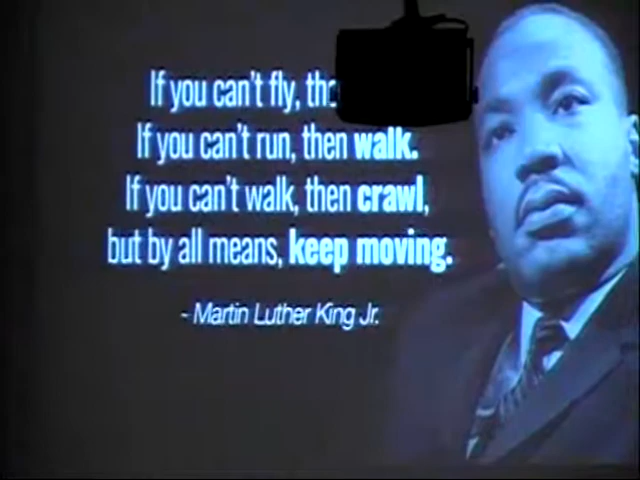 If you can't fly,
If you can't run, then walk.
If you can't walk, then crawl,
but by all means, keep moving.
- Martin Luther King Jr.